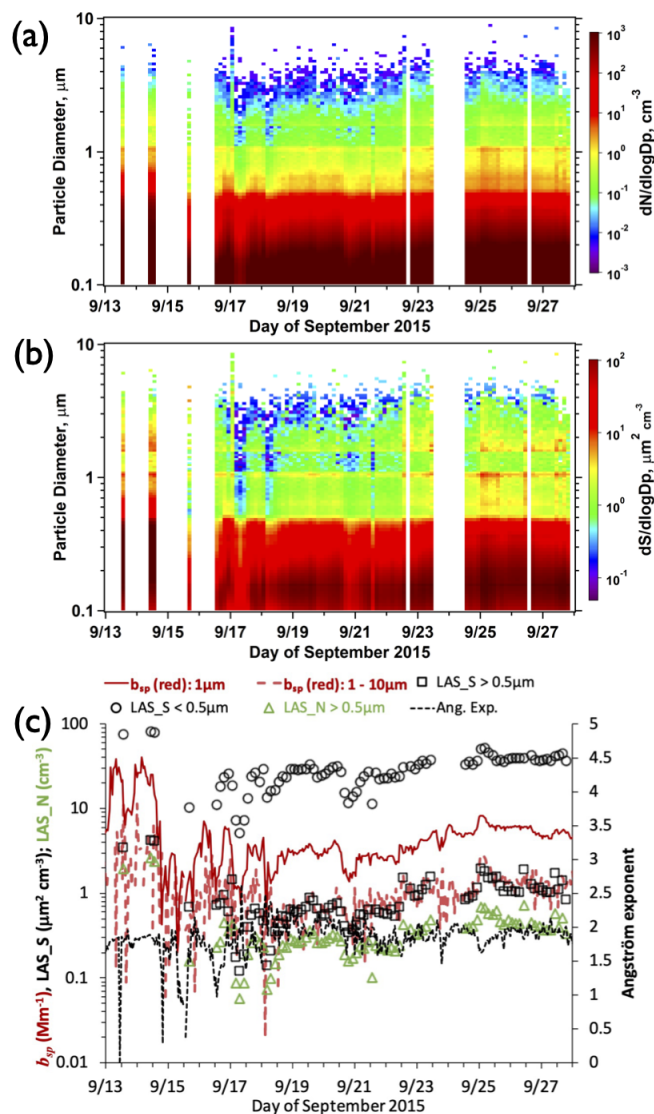 (a)
10
1
0.1
Particle Diameter, µm
9/13 9/15 9/17 9/19 9/21 9/23 9/25 9/27
Day of September 2015
10³
10²
10¹
10⁰
10⁻¹
10⁻²
10⁻³
dN/dlogDp, cm⁻³
(b)
10
1
0.1
Particle Diameter, µm
9/13 9/15 9/17 9/19 9/21 9/23 9/25 9/27
Day of September 2015
10²
10¹
10⁰
10⁻¹
dS/dlogDp, µm² cm⁻³
b_sp (red): 1µm b_sp (red): 1 - 10µm LAS_S > 0.5µm
LAS_S < 0.5µm LAS_N > 0.5µm Ang. Exp.
(c)
100
10
1
0.1
0.01
b_sp (Mm⁻¹), LAS_S (µm² cm⁻³); LAS_N (cm⁻³)
5
4.5
4
3.5
3
2.5
2
1.5
1
0.5
0
Angström exponent
9/13 9/15 9/17 9/19 9/21 9/23 9/25 9/27
Day of September 2015